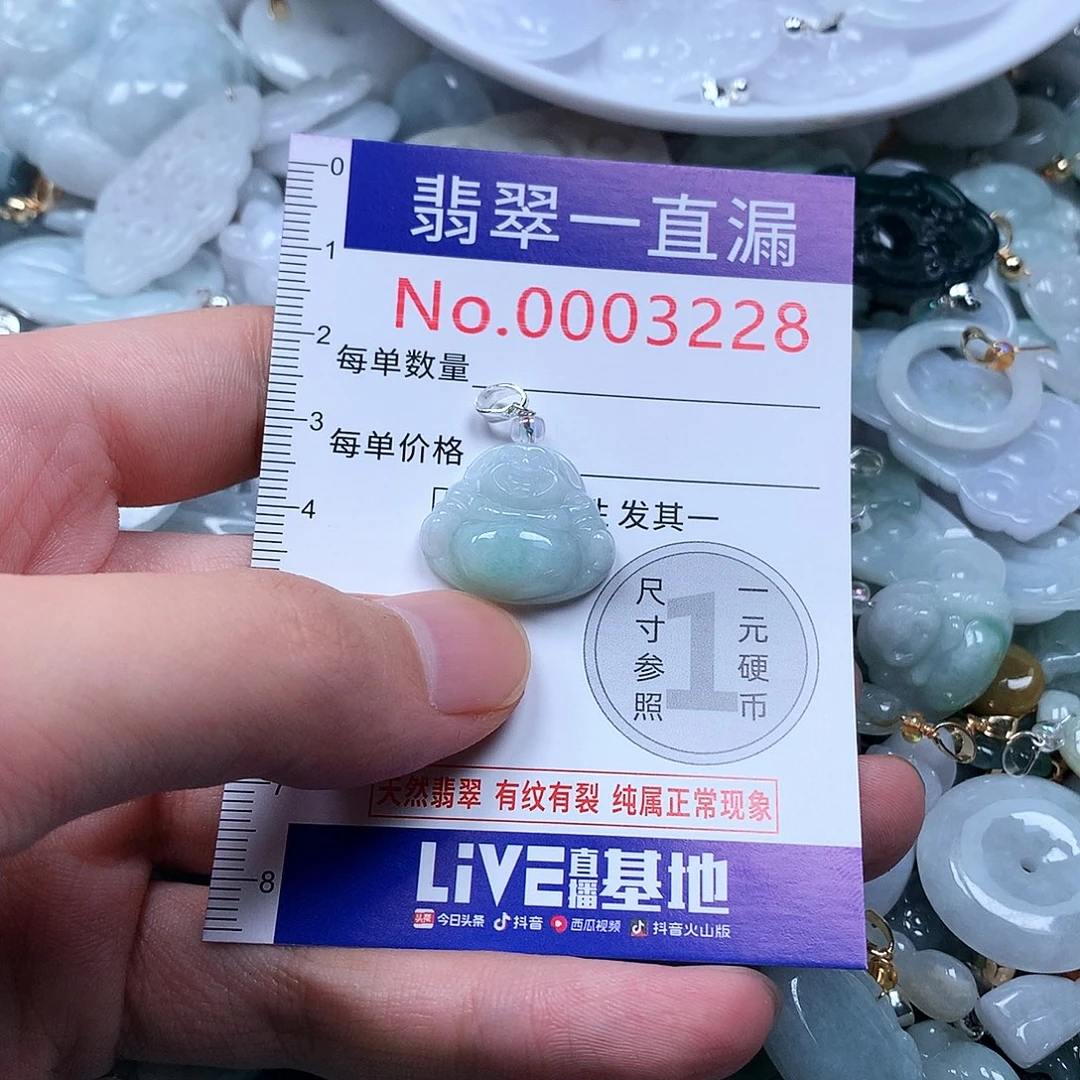 翡翠一直漏
No.0003228
每单数量
每单价格
发其一
尺寸参照
一元硬币
1
天然翡翠 有纹有裂 纯属正常现象
LiVE直播基地
头条 今日头条 抖音 西瓜视频 抖音火山版
0
1
2
3
4
7
8